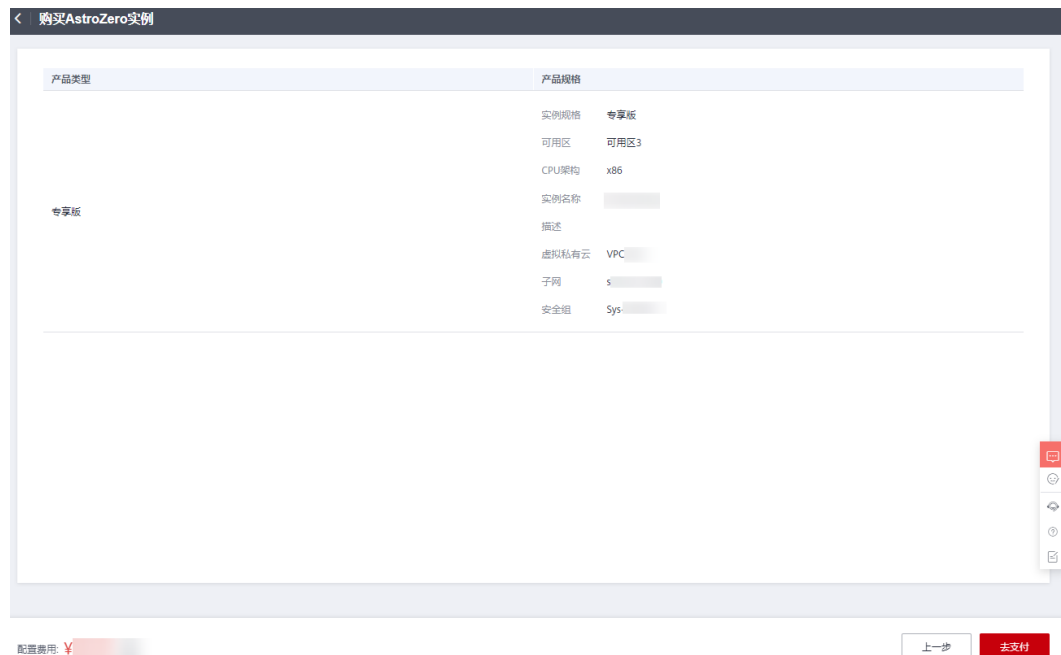 购买AstroZero实例
产品类型 产品规格
实例规格 专享版
可用区 可用区3
CPU架构 x86
专享版
实例名称
描述
虚拟私有云 VPC
子网 s
安全组 Sys-
配置费用: ¥
上一步 去支付